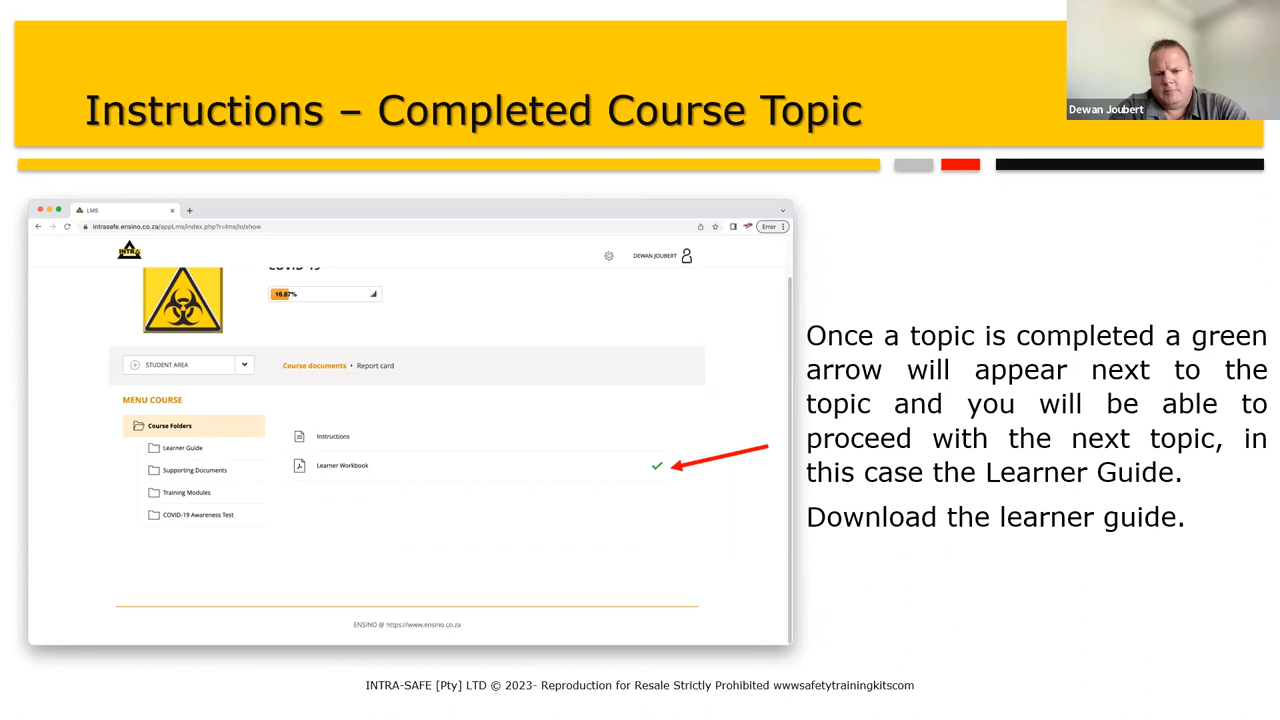 Instructions – Completed Course Topic
Dewan Joubert
LMS
intrasafe.ensino.co.za/appLms/index.php?r=lms/lo/show
Error
INTRA
DEWAN JOUBERT
COVID-19
16.67%
STUDENT AREA
Course documents • Report card
MENU COURSE
Course Folders
Learner Guide
Supporting Documents
Training Modules
COVID-19 Awareness Test
Instructions
Learner Workbook
ENSINO @ https://www.ensino.co.za
Once a topic is completed a green
arrow will appear next to the
topic and you will be able to
proceed with the next topic, in
this case the Learner Guide.
Download the learner guide.
INTRA-SAFE [Pty] LTD © 2023- Reproduction for Resale Strictly Prohibited wwwsafetytrainingkitscom